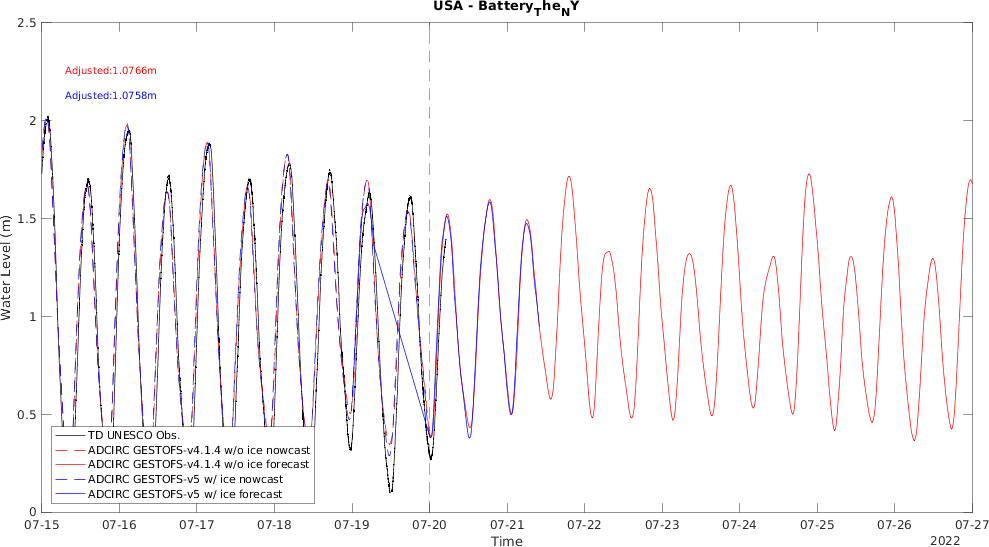 USA - BatteryTheNY
2.5
2
1.5
1
0.5
0
Water Level (m)
Adjusted:1.0766m
Adjusted:1.0758m
TD UNESCO Obs.
ADCIRC GESTOFS-v4.1.4 w/o ice nowcast
ADCIRC GESTOFS-v4.1.4 w/o ice forecast
ADCIRC GESTOFS-v5 w/ ice nowcast
ADCIRC GESTOFS-v5 w/ ice forecast
07-15 07-16 07-17 07-18 07-19 07-20 07-21 07-22 07-23 07-24 07-25 07-26 07-27
Time
2022